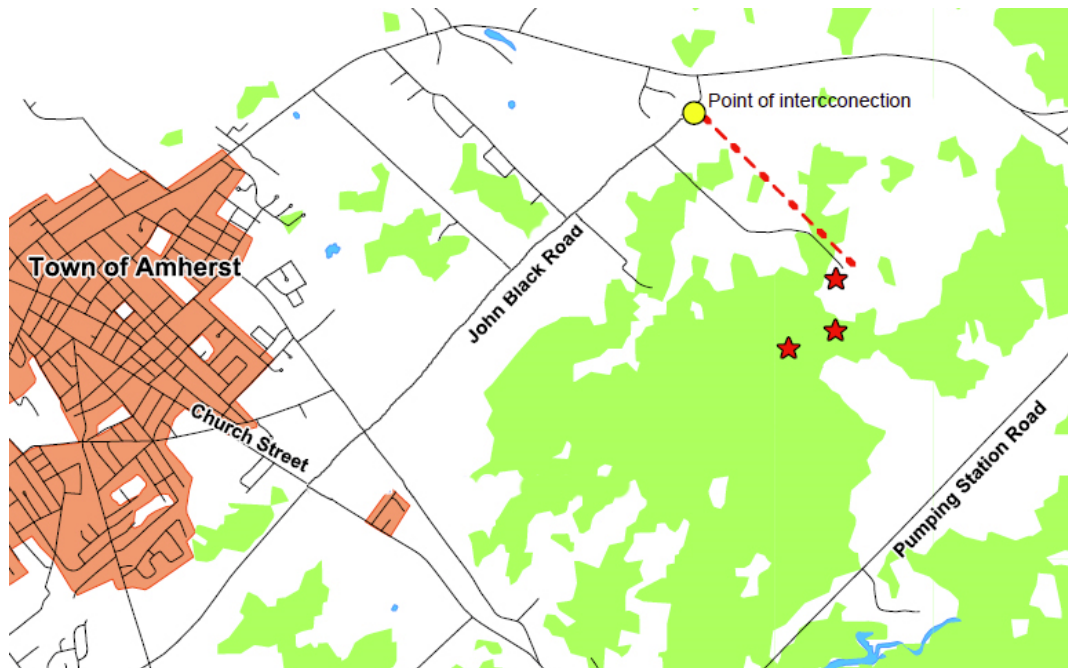 Point of intercconection
Town of Amherst
John Black Road
Church Street
Pumping Station Road